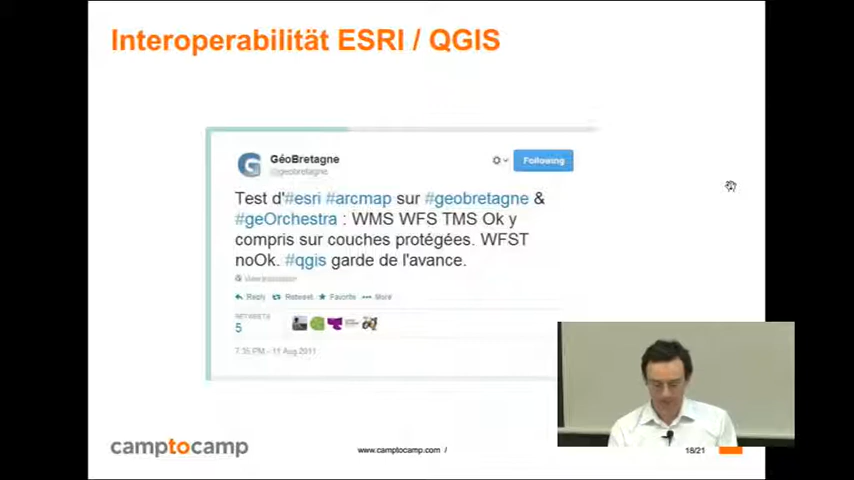 Interoperabilität ESRI / QGIS
GéoBretagne
@geobretagne
Following
Test d'#esri #arcmap sur #geobretagne &
#geOrchestra : WMS WFS TMS Ok y
compris sur couches protégées. WFST
noOk. #qgis garde de l'avance.
View translation
Reply Retweet Favorite More
RETWEETS
5
7:35 PM - 11 Aug 2011
camptocamp
www.camptocamp.com /
18/21